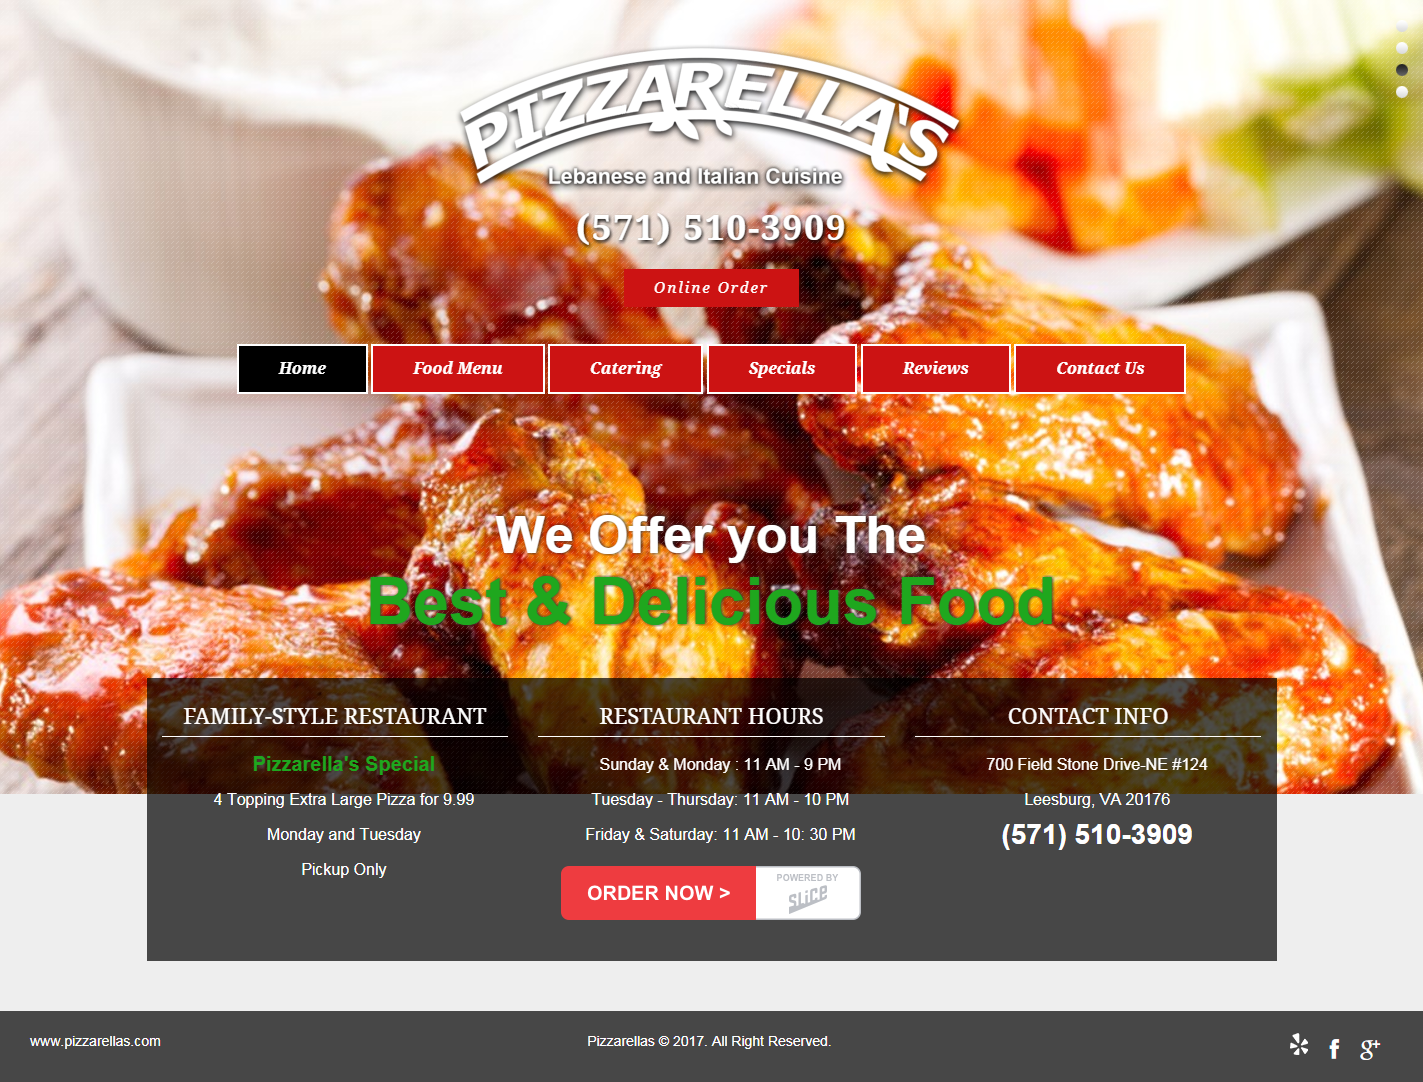 PIZZARELLA'S
Lebanese and Italian Cuisine
(571) 510-3909
Online Order
Home
Food Menu
Catering
Specials
Reviews
Contact Us
We Offer you The
Best & Delicious Food
FAMILY-STYLE RESTAURANT
Pizzarella's Special
4 Topping Extra Large Pizza for 9.99
Monday and Tuesday
Pickup Only
RESTAURANT HOURS
Sunday & Monday : 11 AM - 9 PM
Tuesday - Thursday: 11 AM - 10 PM
Friday & Saturday: 11 AM - 10: 30 PM
ORDER NOW >
POWERED BY
SLICE
CONTACT INFO
700 Field Stone Drive-NE #124
Leesburg, VA 20176
(571) 510-3909
www.pizzarellas.com
Pizzarellas © 2017. All Right Reserved.
f
g+